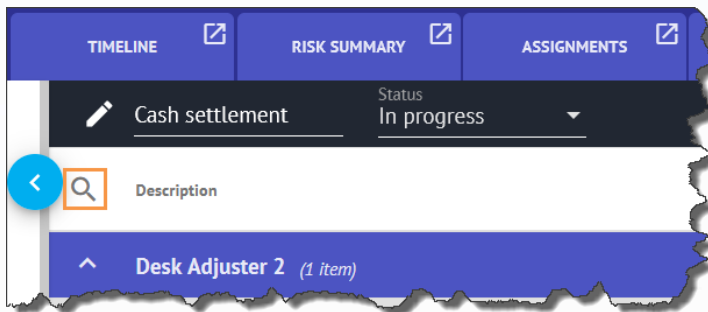 TIMELINE RISK SUMMARY ASSIGNMENTS
Status
Cash settlement In progress
Description
Desk Adjuster 2 (1 item)